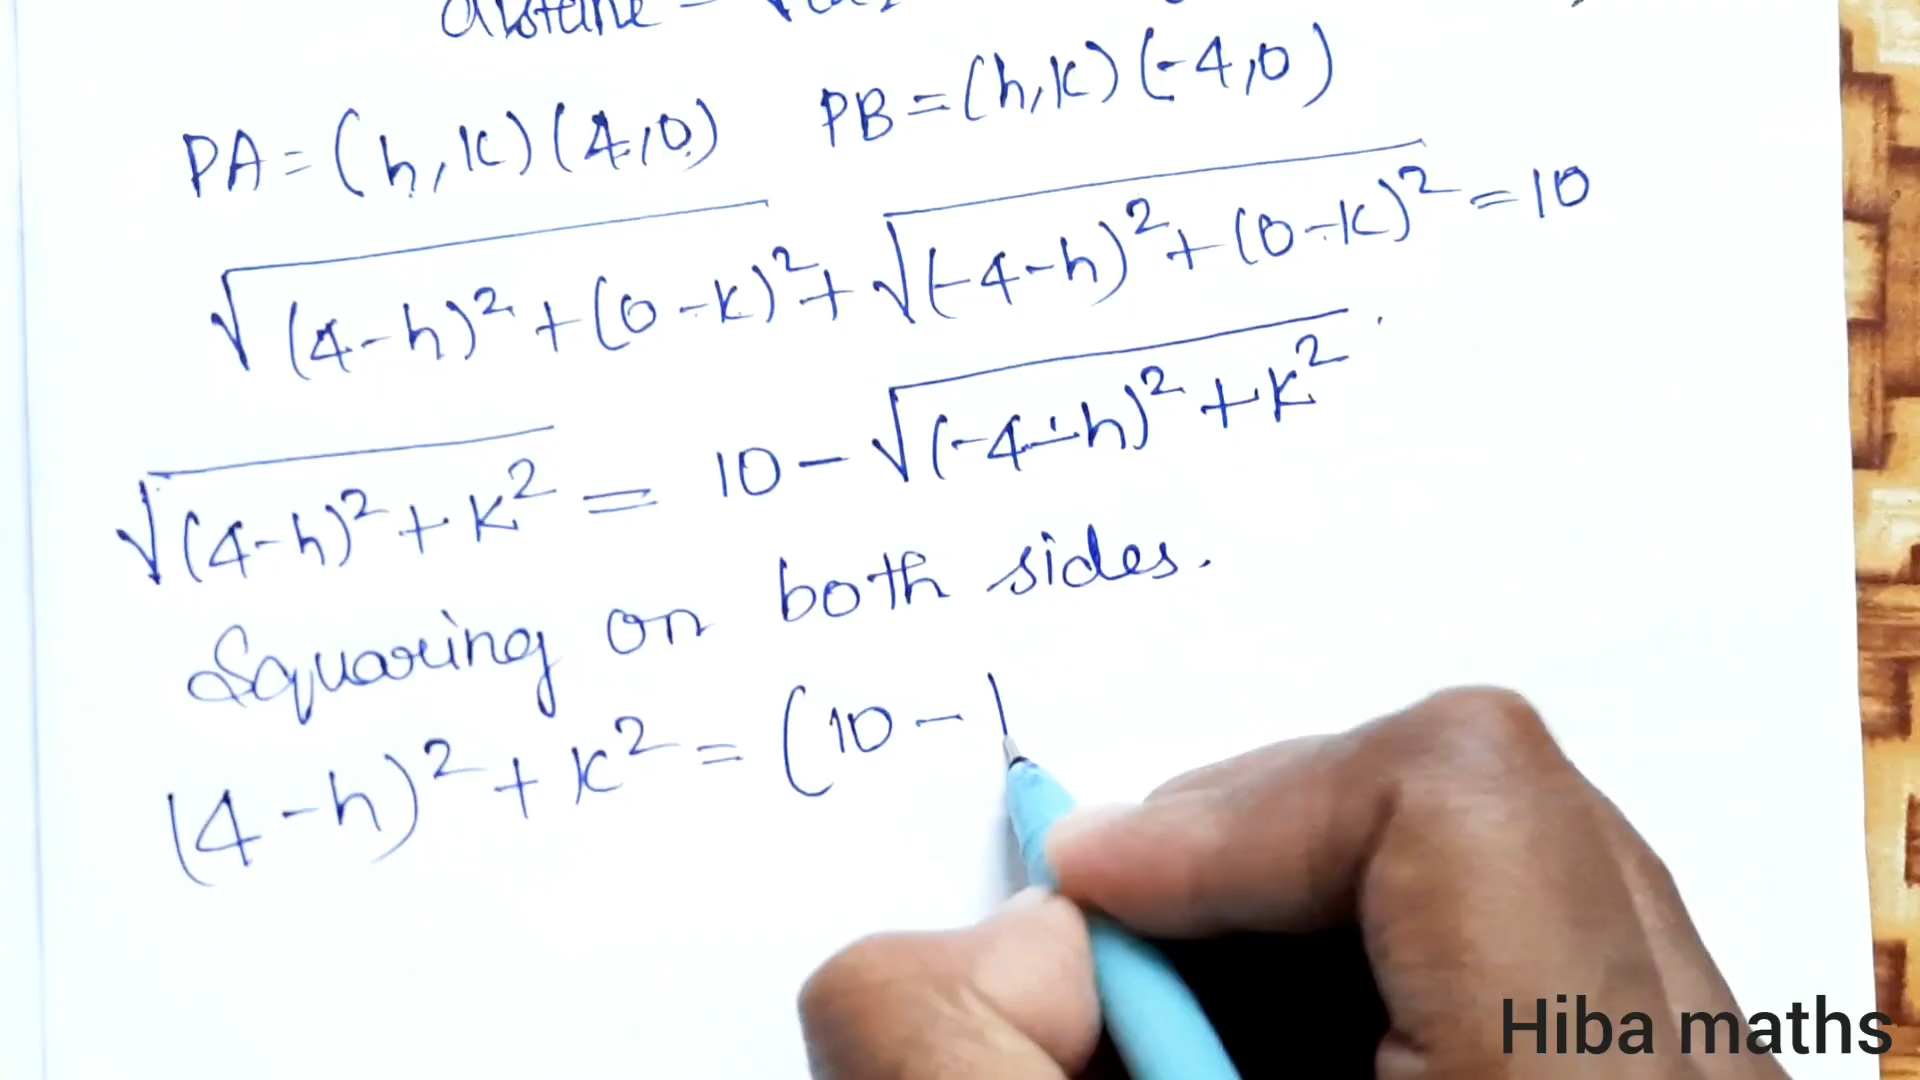 PA = (h, k) (4, 0) PB = (h, k) (-4, 0)
√(4-h)² + (0-k)² + √(-4-h)² + (0-k)² = 10
√(4-h)² + k² = 10 - √(-4-h)² + k²
Squaring on both sides.
(4-h)² + k² = (10 -
Hiba maths